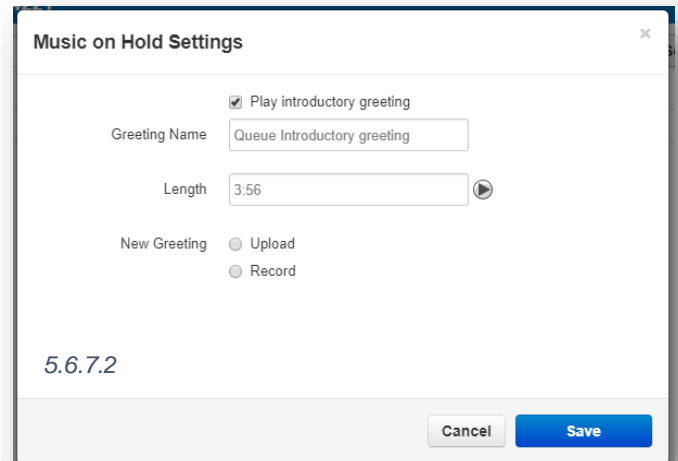 Music on Hold Settings
×
Play introductory greeting
Greeting Name
Queue Introductory greeting
Length
3:56
New Greeting
Upload
Record
5.6.7.2
Cancel
Save